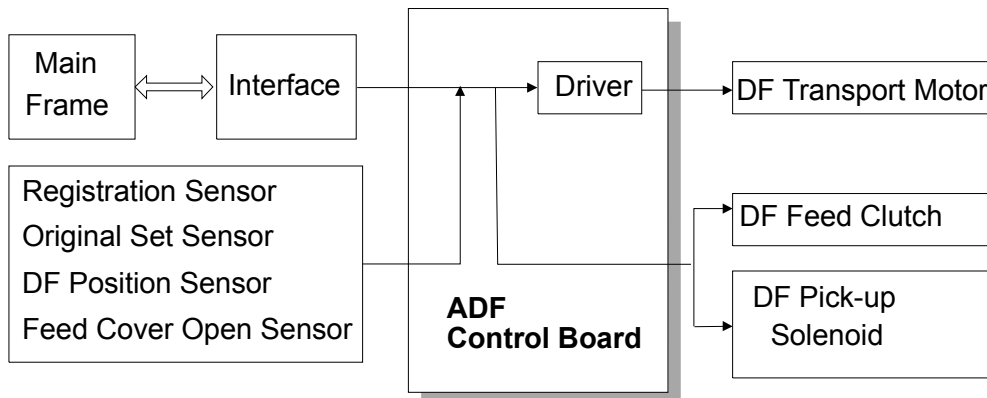 Main
Frame
Interface
Driver
DF Transport Motor
Registration Sensor
Original Set Sensor
DF Position Sensor
Feed Cover Open Sensor
ADF
Control Board
DF Feed Clutch
DF Pick-up
Solenoid